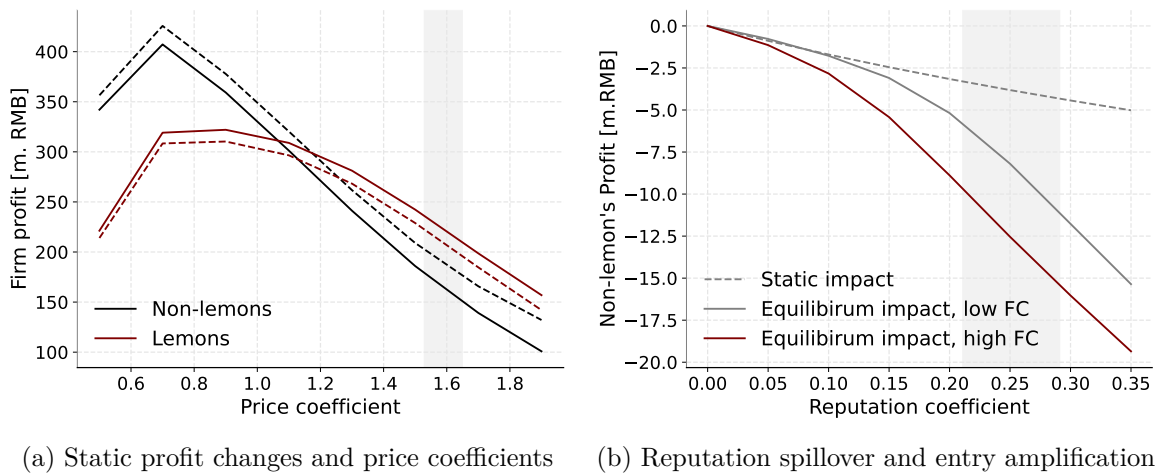 400
350
300
250
200
150
100
Firm profit [m. RMB]
Non-lemons
Lemons
0.6 0.8 1.0 1.2 1.4 1.6 1.8
Price coefficient
(a) Static profit changes and price coefficients
0.0
−2.5
−5.0
−7.5
−10.0
−12.5
−15.0
−17.5
−20.0
Non-lemon's Profit [m.RMB]
Static impact
Equilibirum impact, low FC
Equilibirum impact, high FC
0.00 0.05 0.10 0.15 0.20 0.25 0.30 0.35
Reputation coefficient
(b) Reputation spillover and entry amplification